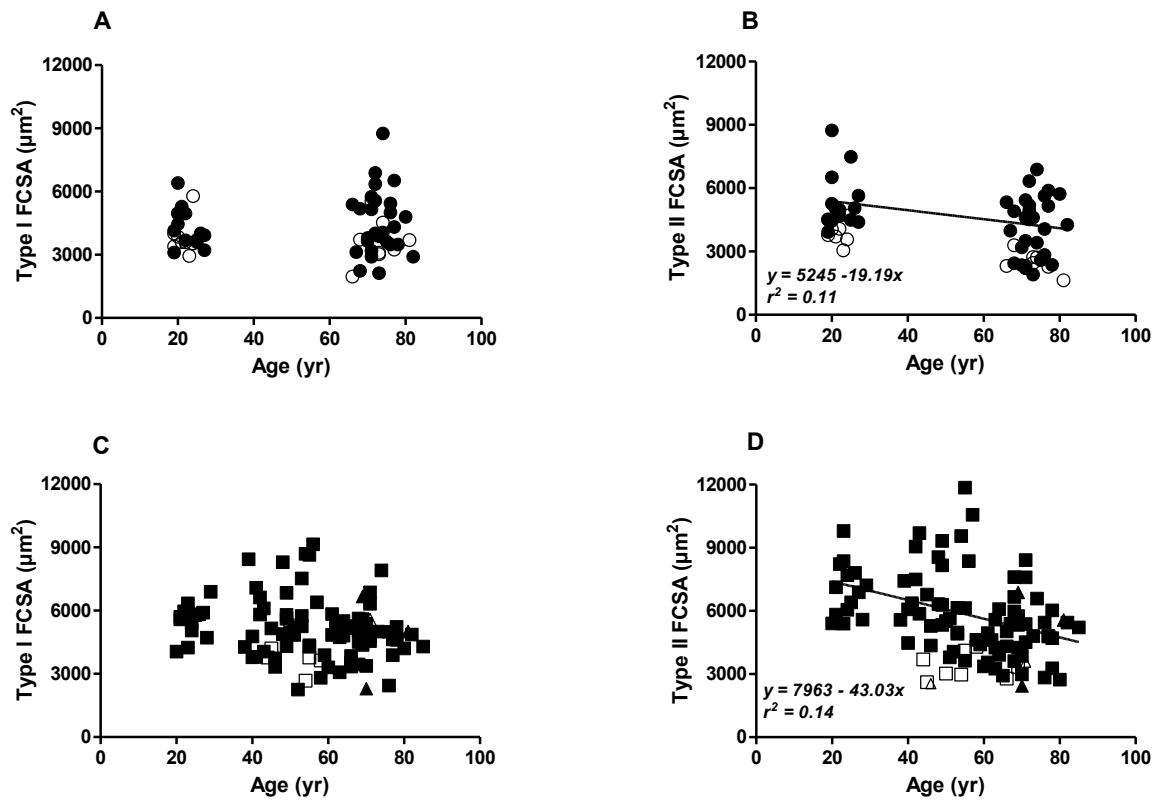 A
12000
9000
6000
3000
0
Type I FCSA (µm²)
0 20 40 60 80 100
Age (yr)
B
12000
9000
6000
3000
0
Type II FCSA (µm²)
y = 5245 -19.19x
r² = 0.11
0 20 40 60 80 100
Age (yr)
C
12000
9000
6000
3000
0
Type I FCSA (µm²)
0 20 40 60 80 100
Age (yr)
D
12000
9000
6000
3000
0
Type II FCSA (µm²)
y = 7963 - 43.03x
r² = 0.14
0 20 40 60 80 100
Age (yr)